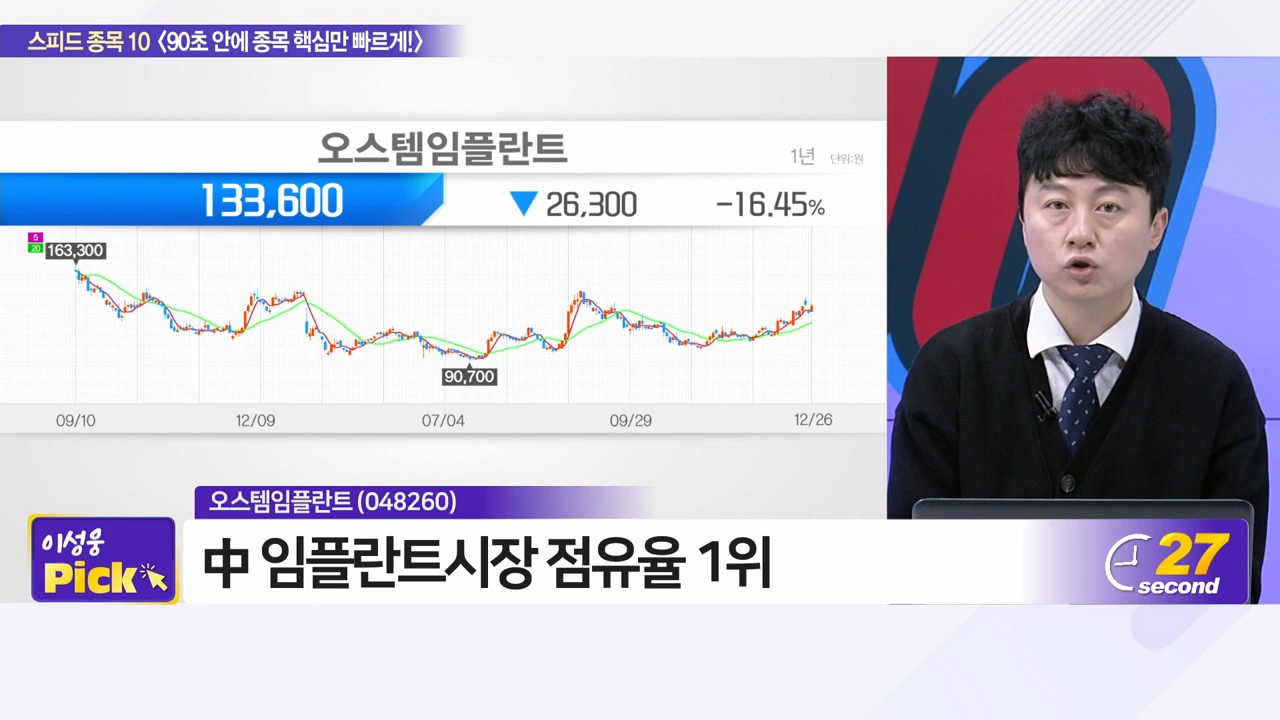 스피드 종목 10 〈90초 안에 종목 핵심만 빠르게!〉
오스템임플란트
1년 단위:원
133,600 ▼ 26,300 -16.45%
5
20
163,300
90,700
09/10 12/09 07/04 09/29 12/26
오스템임플란트 (048260)
이성웅
Pick
中 임플란트시장 점유율 1위
27
second